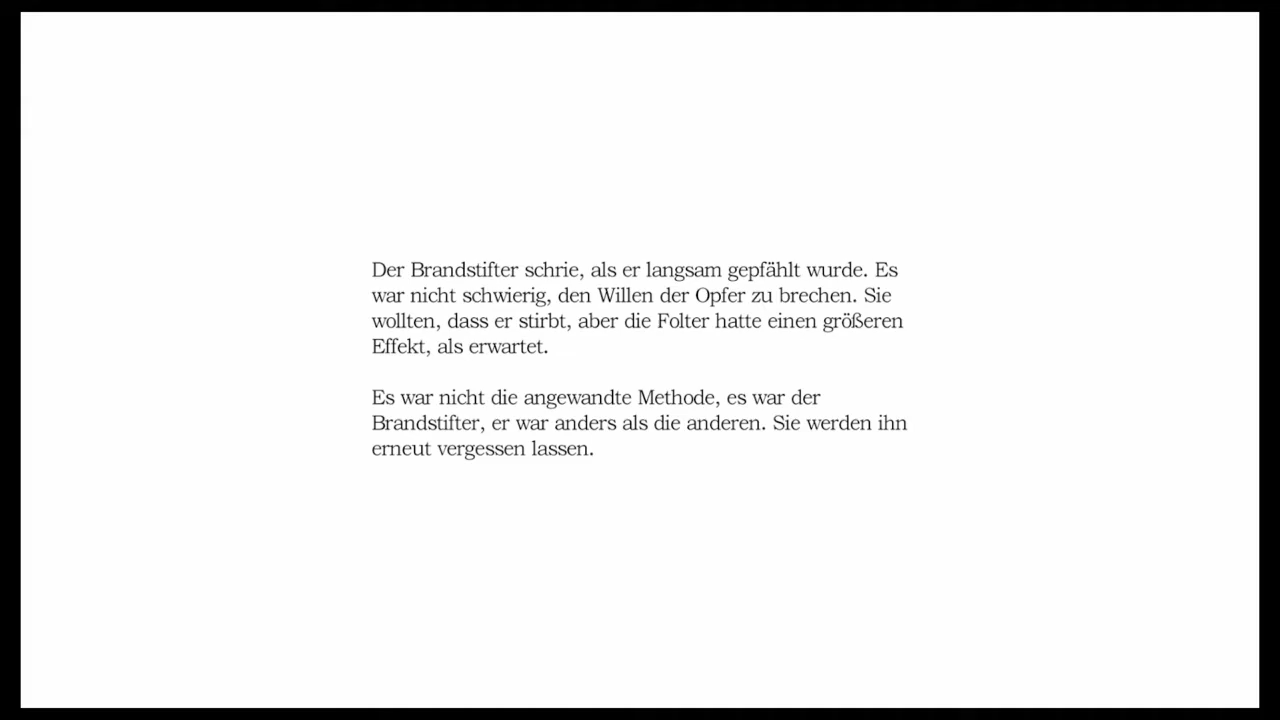 Der Brandstifter schrie, als er langsam gepfählt wurde. Es
war nicht schwierig, den Willen der Opfer zu brechen. Sie
wollten, dass er stirbt, aber die Folter hatte einen größeren
Effekt, als erwartet.
Es war nicht die angewandte Methode, es war der
Brandstifter, er war anders als die anderen. Sie werden ihn
erneut vergessen lassen.